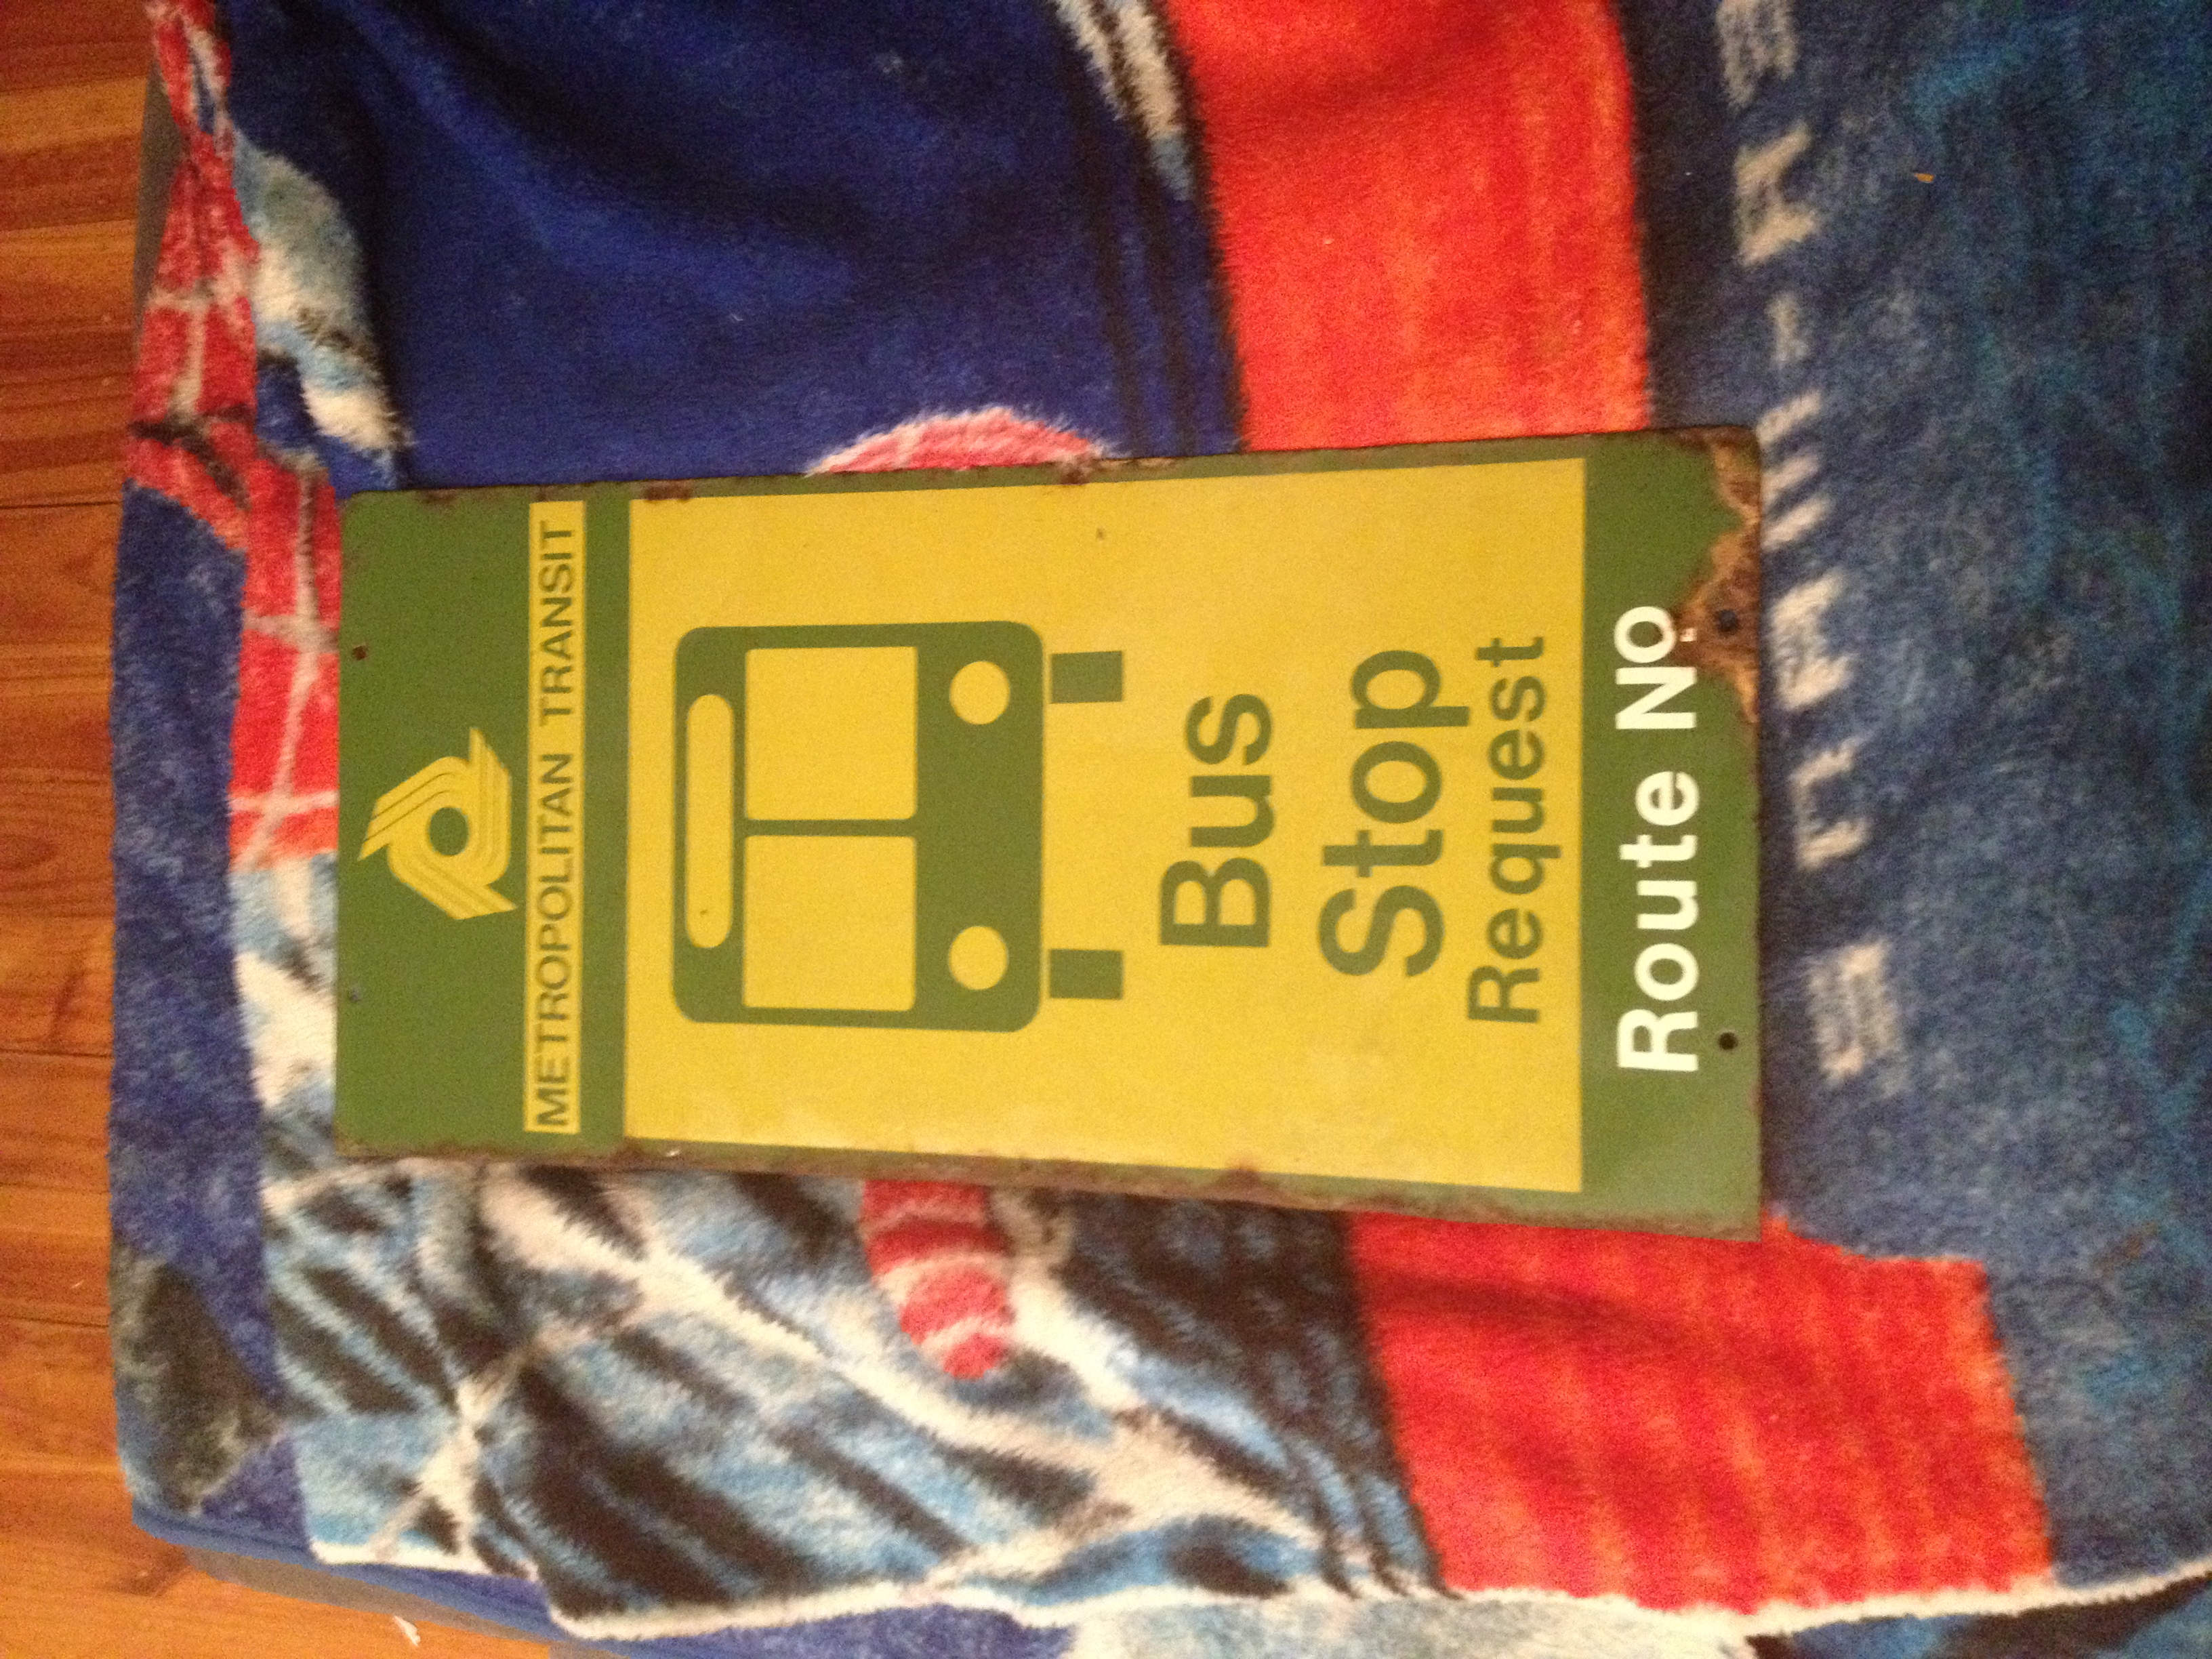 METROPOLITAN TRANSIT
Bus
Stop
Request
Route No.